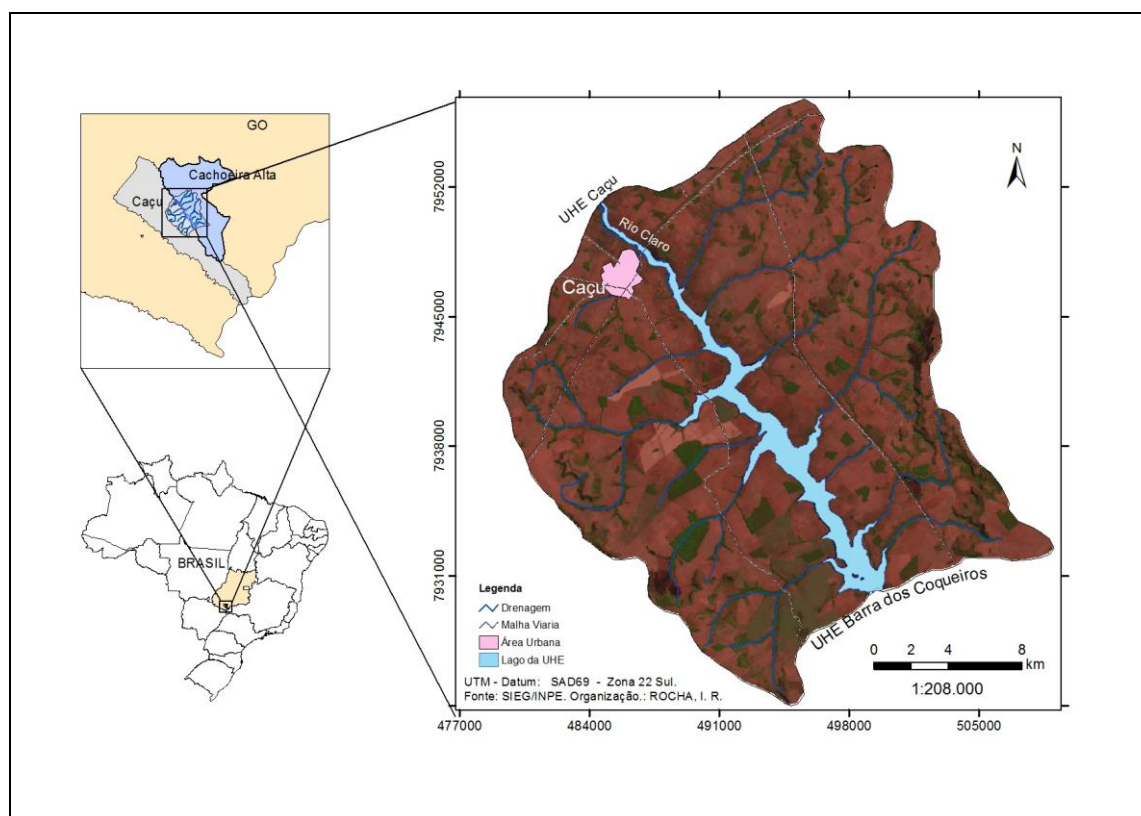 GO
Cachoeira Alta
Caçu
BRASIL
N
7952000
7945000
7938000
7931000
UHE Caçu
Rio Claro
Caçu
UHE Barra dos Coqueiros
Legenda
Drenagem
Malha Viaria
Área Urbana
Lago da UHE
UTM - Datum: SAD69 - Zona 22 Sul.
Fonte: SIEG/INPE. Organização.: ROCHA, I. R.
0 2 4 8
km
1:208.000
477000 484000 491000 498000 505000